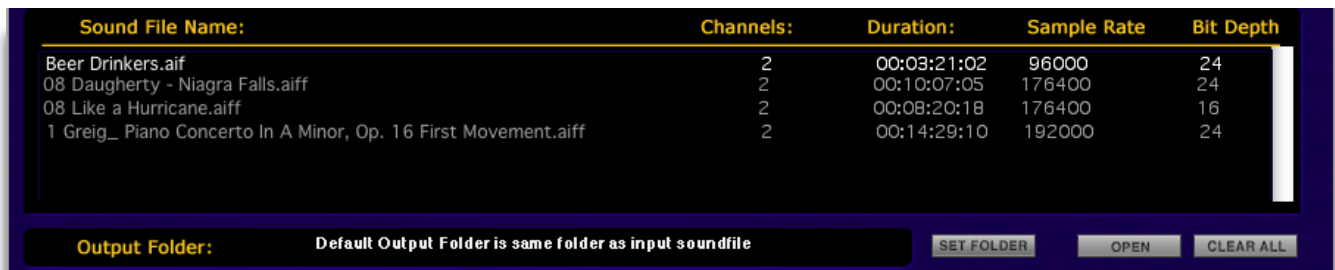 Sound File Name: Channels: Duration: Sample Rate Bit Depth
Beer Drinkers.aif 2 00:03:21:02 96000 24
08 Daugherty - Niagra Falls.aiff 2 00:10:07:05 176400 24
08 Like a Hurricane.aiff 2 00:08:20:18 176400 16
1 Greig_ Piano Concerto In A Minor, Op. 16 First Movement.aiff 2 00:14:29:10 192000 24
Output Folder: Default Output Folder is same folder as input soundfile SET FOLDER OPEN CLEAR ALL